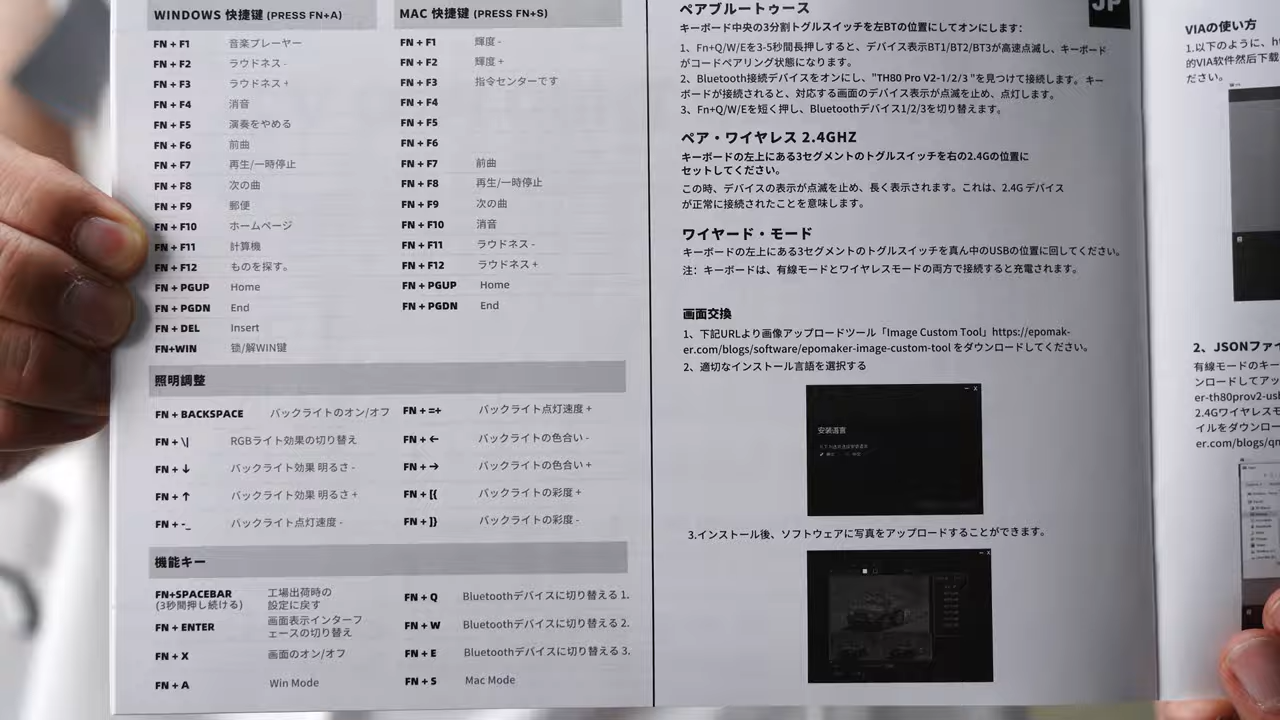 WINDOWS 快捷键 (PRESS FN+A)
FN + F1 音楽プレーヤー
FN + F2 ラウドネス -
FN + F3 ラウドネス +
FN + F4 消音
FN + F5 演奏をやめる
FN + F6 前曲
FN + F7 再生/一時停止
FN + F8 次の曲
FN + F9 郵便
FN + F10 ホームページ
FN + F11 計算機
FN + F12 ものを探す。
FN + PGUP Home
FN + PGDN End
FN + DEL Insert
FN+WIN 锁/解WIN键
MAC 快捷键 (PRESS FN+S)
FN + F1 輝度 -
FN + F2 輝度 +
FN + F3 指令センターです
FN + F4
FN + F5
FN + F6
FN + F7 前曲
FN + F8 再生/一時停止
FN + F9 次の曲
FN + F10 消音
FN + F11 ラウドネス -
FN + F12 ラウドネス +
FN + PGUP Home
FN + PGDN End
照明調整
FN + BACKSPACE バックライトのオン/オフ
FN + \| RGBライト効果の切り替え
FN + ↓ バックライト効果 明るさ -
FN + ↑ バックライト効果 明るさ +
FN + -_ バックライト点灯速度 -
FN + =+ バックライト点灯速度 +
FN + ← バックライトの色合い -
FN + → バックライトの色合い +
FN + [{ バックライトの彩度 +
FN + ]} バックライトの彩度 -
機能キー
FN+SPACEBAR 工場出荷時の
(3秒間押し続ける) 設定に戻す
FN + ENTER 画面表示インターフ
ェースの切り替え
FN + X 画面のオン/オフ
FN + A Win Mode
FN + Q Bluetoothデバイスに切り替える 1.
FN + W Bluetoothデバイスに切り替える 2.
FN + E Bluetoothデバイスに切り替える 3.
FN + S Mac Mode
JP
ペアブルートゥース
キーボード中央の3分割トグルスイッチを左BTの位置にしてオンにします:
1、Fn+Q/W/Eを3-5秒間長押しすると、デバイス表示BT1/BT2/BT3が高速点滅し、キーボード
がコードペアリング状態になります。
2、Bluetooth接続デバイスをオンにし、"TH80 Pro V2-1/2/3 "を見つけて接続します。 キー
ボードが接続されると、対応する画面のデバイス表示が点滅を止め、点灯します。
3、Fn+Q/W/Eを短く押し、Bluetoothデバイス1/2/3を切り替えます。
ペア・ワイヤレス 2.4GHZ
キーボードの左上にある3セグメントのトグルスイッチを右の2.4Gの位置に
セットしてください。
この時、デバイスの表示が点滅を止め、長く表示されます。これは、2.4G デバイス
が正常に接続されたことを意味します。
ワイヤード・モード
キーボードの左上にある3セグメントのトグルスイッチを真ん中のUSBの位置に回してください。
注：キーボードは、有線モードとワイヤレスモードの両方で接続すると充電されます。
画面交換
1、下記URLより画像アップロードツール「Image Custom Tool」https://epomak-
er.com/blogs/software/epomaker-image-custom-tool をダウンロードしてください。
2、適切なインストール言語を選択する
安装语言
3.インストール後、ソフトウェアに写真をアップロードすることができます。
VIAの使い方
1.以下のように、ht
的VIA软件然后下载
ださい。
2、JSONファイ
有線モードのキー
ンロードしてアッ
er-th80prov2-usb
2.4Gワイヤレスモ
イルをダウンロー
er.com/blogs/qm